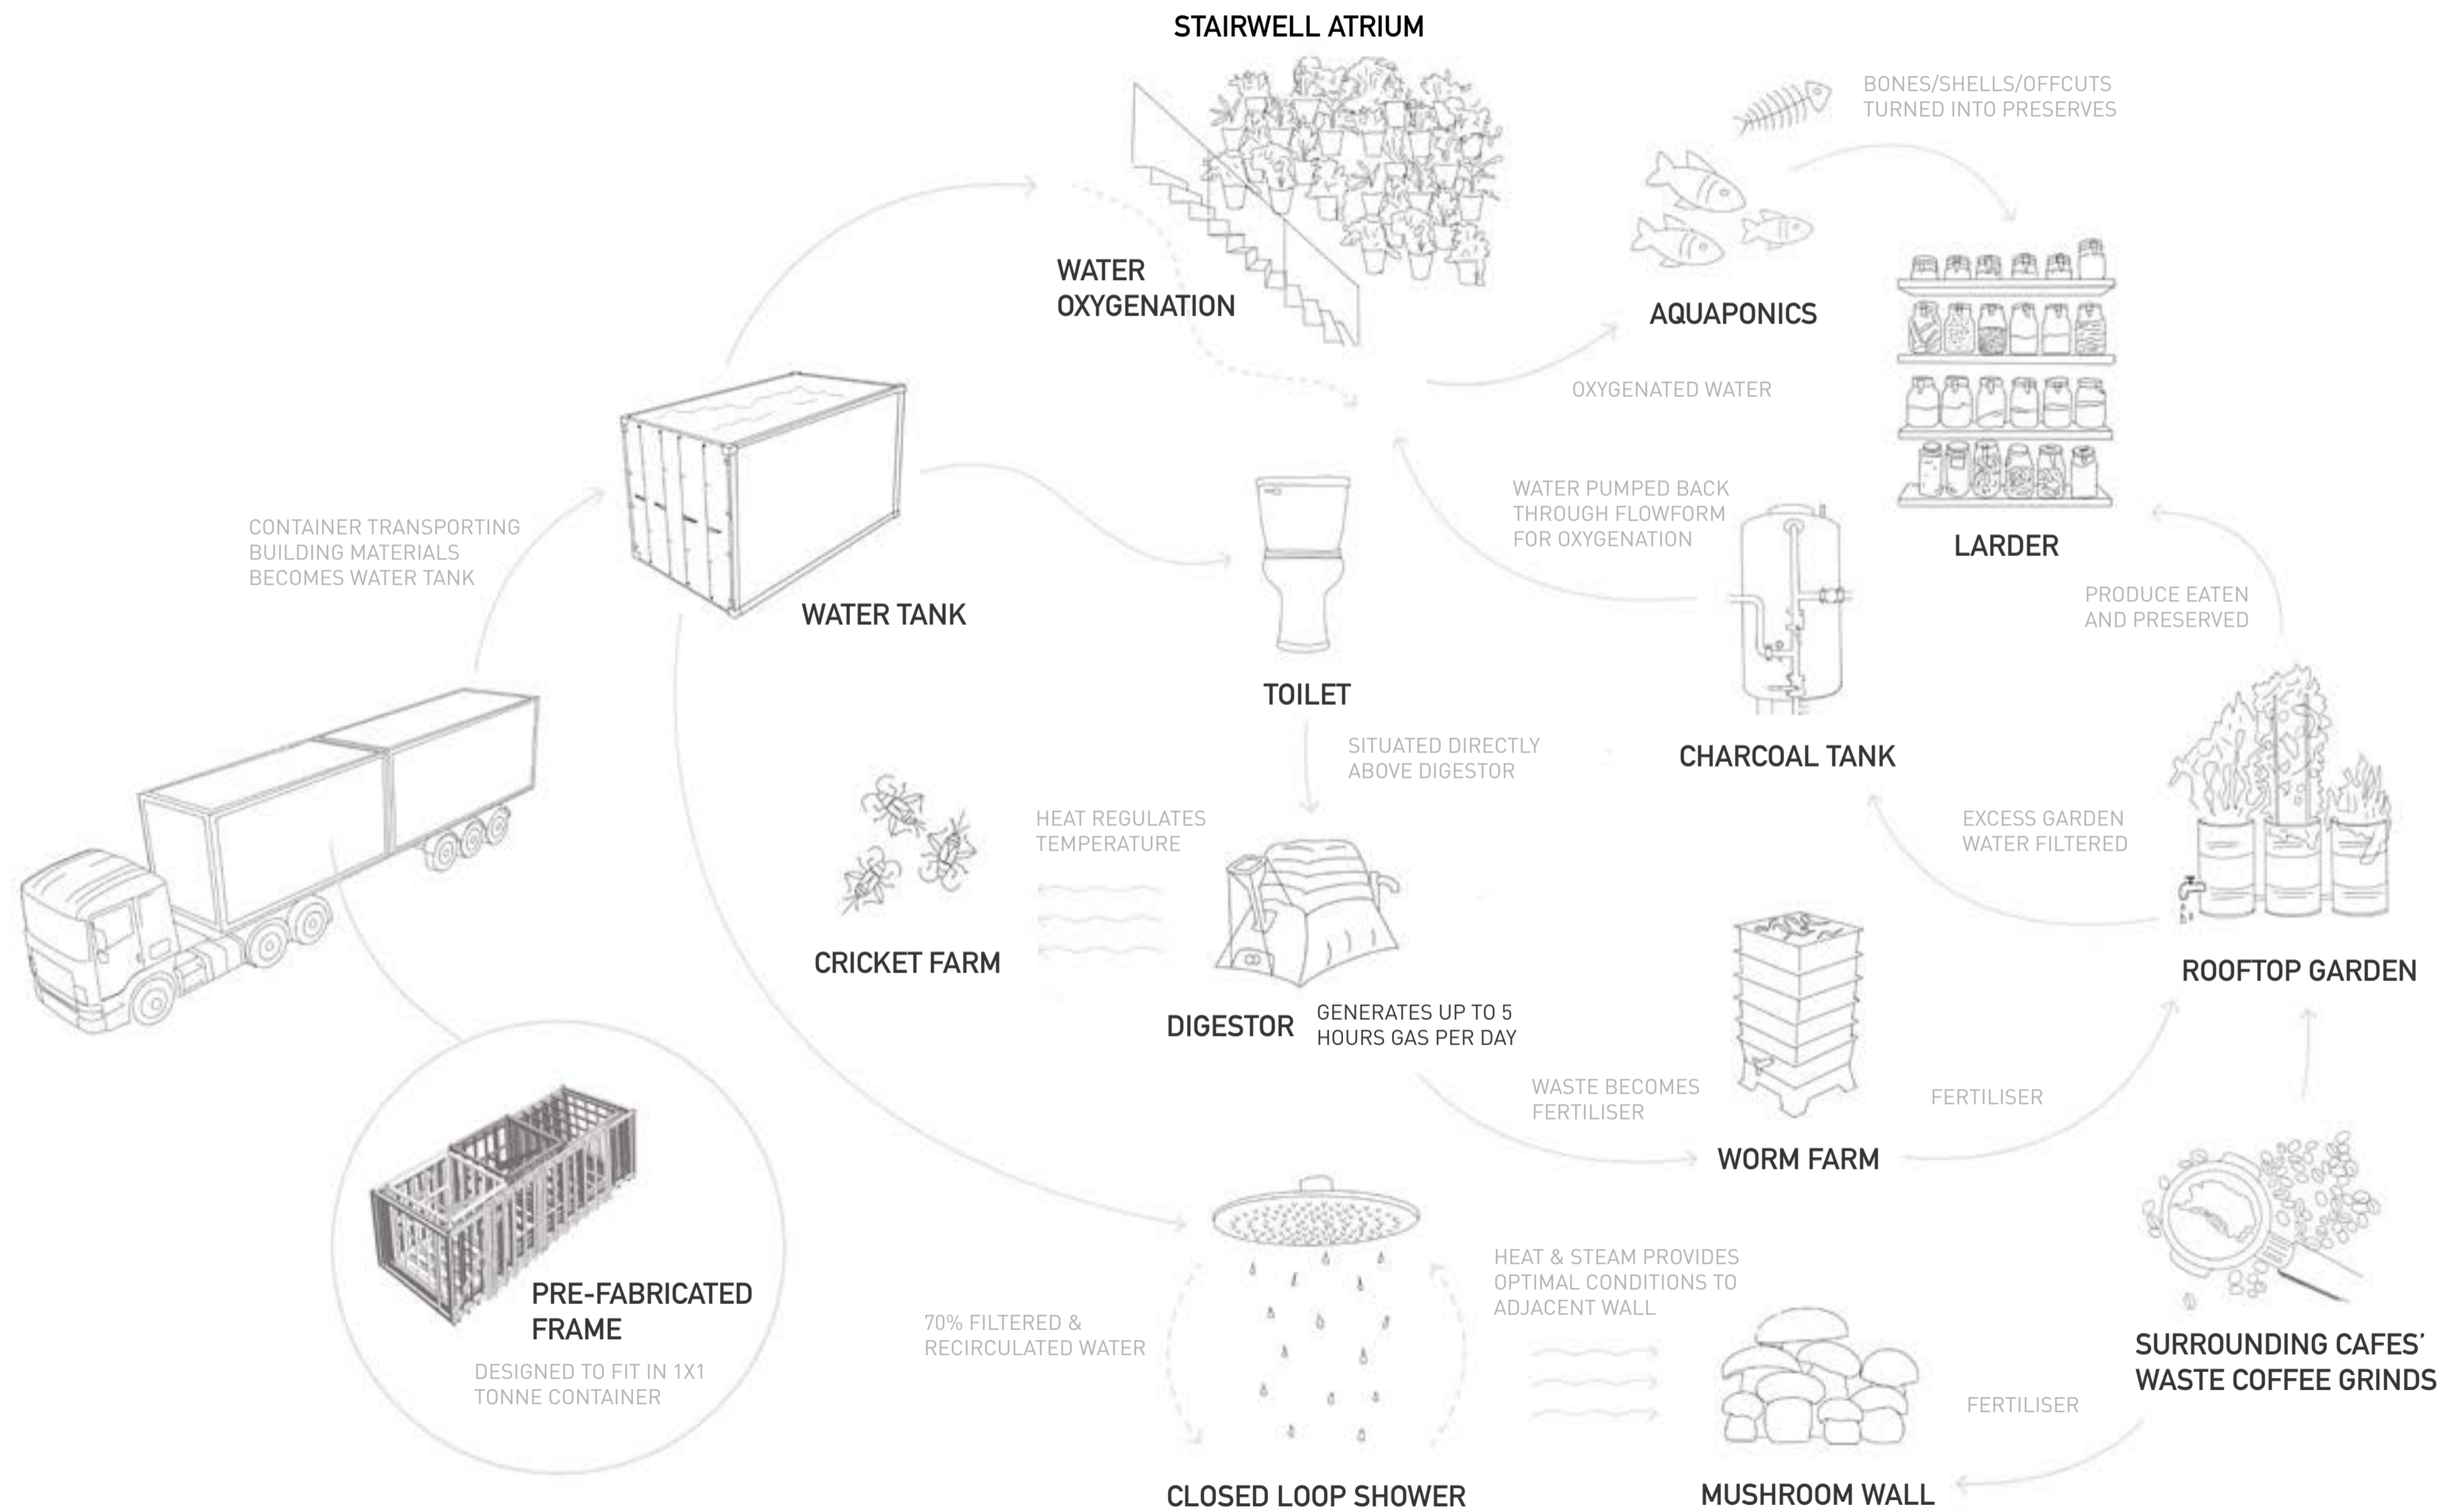 STAIRWELL ATRIUM
BONES/SHELLS/OFFCUTS
TURNED INTO PRESERVES
WATER
OXYGENATION
AQUAPONICS
OXYGENATED WATER
WATER PUMPED BACK
THROUGH FLOWFORM
FOR OXYGENATION
LARDER
CONTAINER TRANSPORTING
BUILDING MATERIALS
BECOMES WATER TANK
WATER TANK
PRODUCE EATEN
AND PRESERVED
TOILET
SITUATED DIRECTLY
ABOVE DIGESTOR
CHARCOAL TANK
HEAT REGULATES
TEMPERATURE
EXCESS GARDEN
WATER FILTERED
CRICKET FARM
ROOFTOP GARDEN
DIGESTOR
GENERATES UP TO 5
HOURS GAS PER DAY
WASTE BECOMES
FERTILISER
FERTILISER
WORM FARM
PRE-FABRICATED
FRAME
DESIGNED TO FIT IN 1X1
TONNE CONTAINER
70% FILTERED &
RECIRCULATED WATER
HEAT & STEAM PROVIDES
OPTIMAL CONDITIONS TO
ADJACENT WALL
SURROUNDING CAFES’
WASTE COFFEE GRINDS
FERTILISER
CLOSED LOOP SHOWER
MUSHROOM WALL